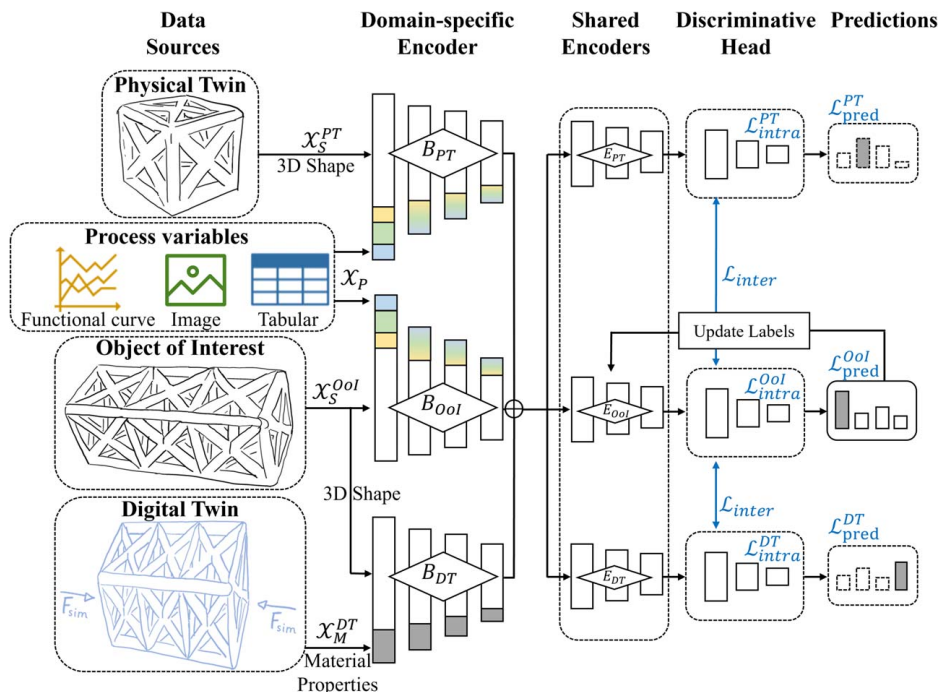 Data
Sources
Domain-specific
Encoder
Shared
Encoders
Discriminative
Head
Predictions
Physical Twin
𝒳_S^{PT}
3D Shape
B_{PT}
E_{PT}
ℒ_{intra}^{PT}
ℒ_{pred}^{PT}
Process variables
Functional curve
Image
Tabular
𝒳_P
ℒ_{inter}
Update Labels
Object of Interest
𝒳_S^{OoI}
B_{OoI}
E_{OoI}
ℒ_{intra}^{OoI}
ℒ_{pred}^{OoI}
3D Shape
Digital Twin
F_{sim}
F_{sim}
𝒳_M^{DT}
Material
Properties
B_{DT}
E_{DT}
ℒ_{inter}
ℒ_{intra}^{DT}
ℒ_{pred}^{DT}